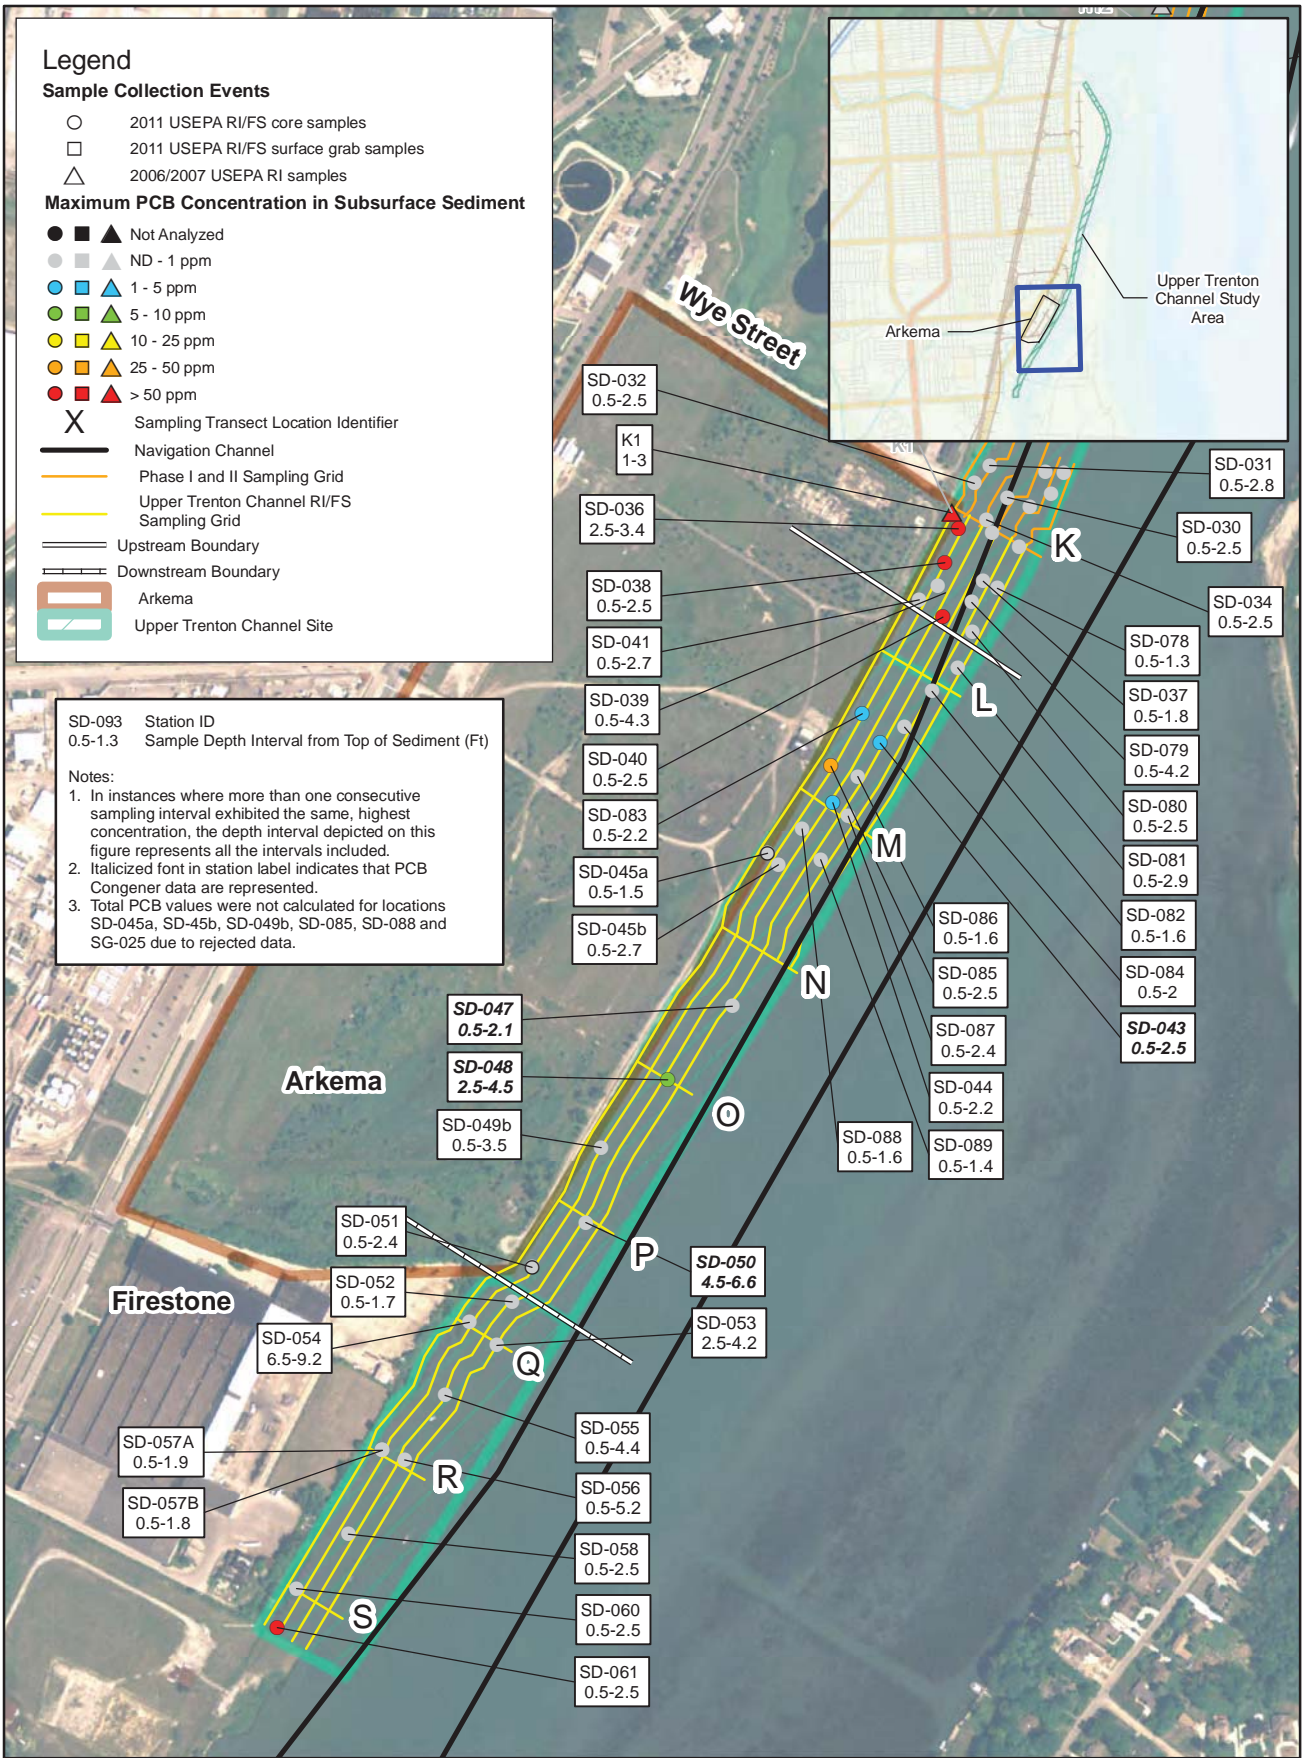 Legend
Sample Collection Events
2011 USEPA RI/FS core samples
2011 USEPA RI/FS surface grab samples
2006/2007 USEPA RI samples
Maximum PCB Concentration in Subsurface Sediment
Not Analyzed
ND - 1 ppm
1 - 5 ppm
5 - 10 ppm
10 - 25 ppm
25 - 50 ppm
> 50 ppm
X Sampling Transect Location Identifier
Navigation Channel
Phase I and II Sampling Grid
Upper Trenton Channel RI/FS
Sampling Grid
Upstream Boundary
Downstream Boundary
Arkema
Upper Trenton Channel Site
Upper Trenton
Channel Study
Area
Arkema
Wye Street
SD-032
0.5-2.5
K1
1-3
K1
SD-036
2.5-3.4
SD-038
0.5-2.5
SD-041
0.5-2.7
SD-039
0.5-4.3
SD-040
0.5-2.5
SD-083
0.5-2.2
SD-045a
0.5-1.5
SD-045b
0.5-2.7
SD-031
0.5-2.8
SD-030
0.5-2.5
K
SD-034
0.5-2.5
SD-078
0.5-1.3
SD-037
0.5-1.8
L
SD-079
0.5-4.2
SD-080
0.5-2.5
M
SD-081
0.5-2.9
SD-082
0.5-1.6
SD-084
0.5-2
SD-043
0.5-2.5
SD-086
0.5-1.6
SD-085
0.5-2.5
N
SD-087
0.5-2.4
SD-044
0.5-2.2
SD-088
0.5-1.6
SD-089
0.5-1.4
SD-093 Station ID
0.5-1.3 Sample Depth Interval from Top of Sediment (Ft)
Notes:
1. In instances where more than one consecutive
sampling interval exhibited the same, highest
concentration, the depth interval depicted on this
figure represents all the intervals included.
2. Italicized font in station label indicates that PCB
Congener data are represented.
3. Total PCB values were not calculated for locations
SD-045a, SD-45b, SD-049b, SD-085, SD-088 and
SG-025 due to rejected data.
SD-047
0.5-2.1
SD-048
2.5-4.5
Arkema
SD-049b
0.5-3.5
O
SD-051
0.5-2.4
P
SD-050
4.5-6.6
SD-052
0.5-1.7
Firestone
SD-054
6.5-9.2
SD-053
2.5-4.2
Q
SD-055
0.5-4.4
SD-057A
0.5-1.9
R
SD-056
0.5-5.2
SD-057B
0.5-1.8
SD-058
0.5-2.5
S
SD-060
0.5-2.5
SD-061
0.5-2.5